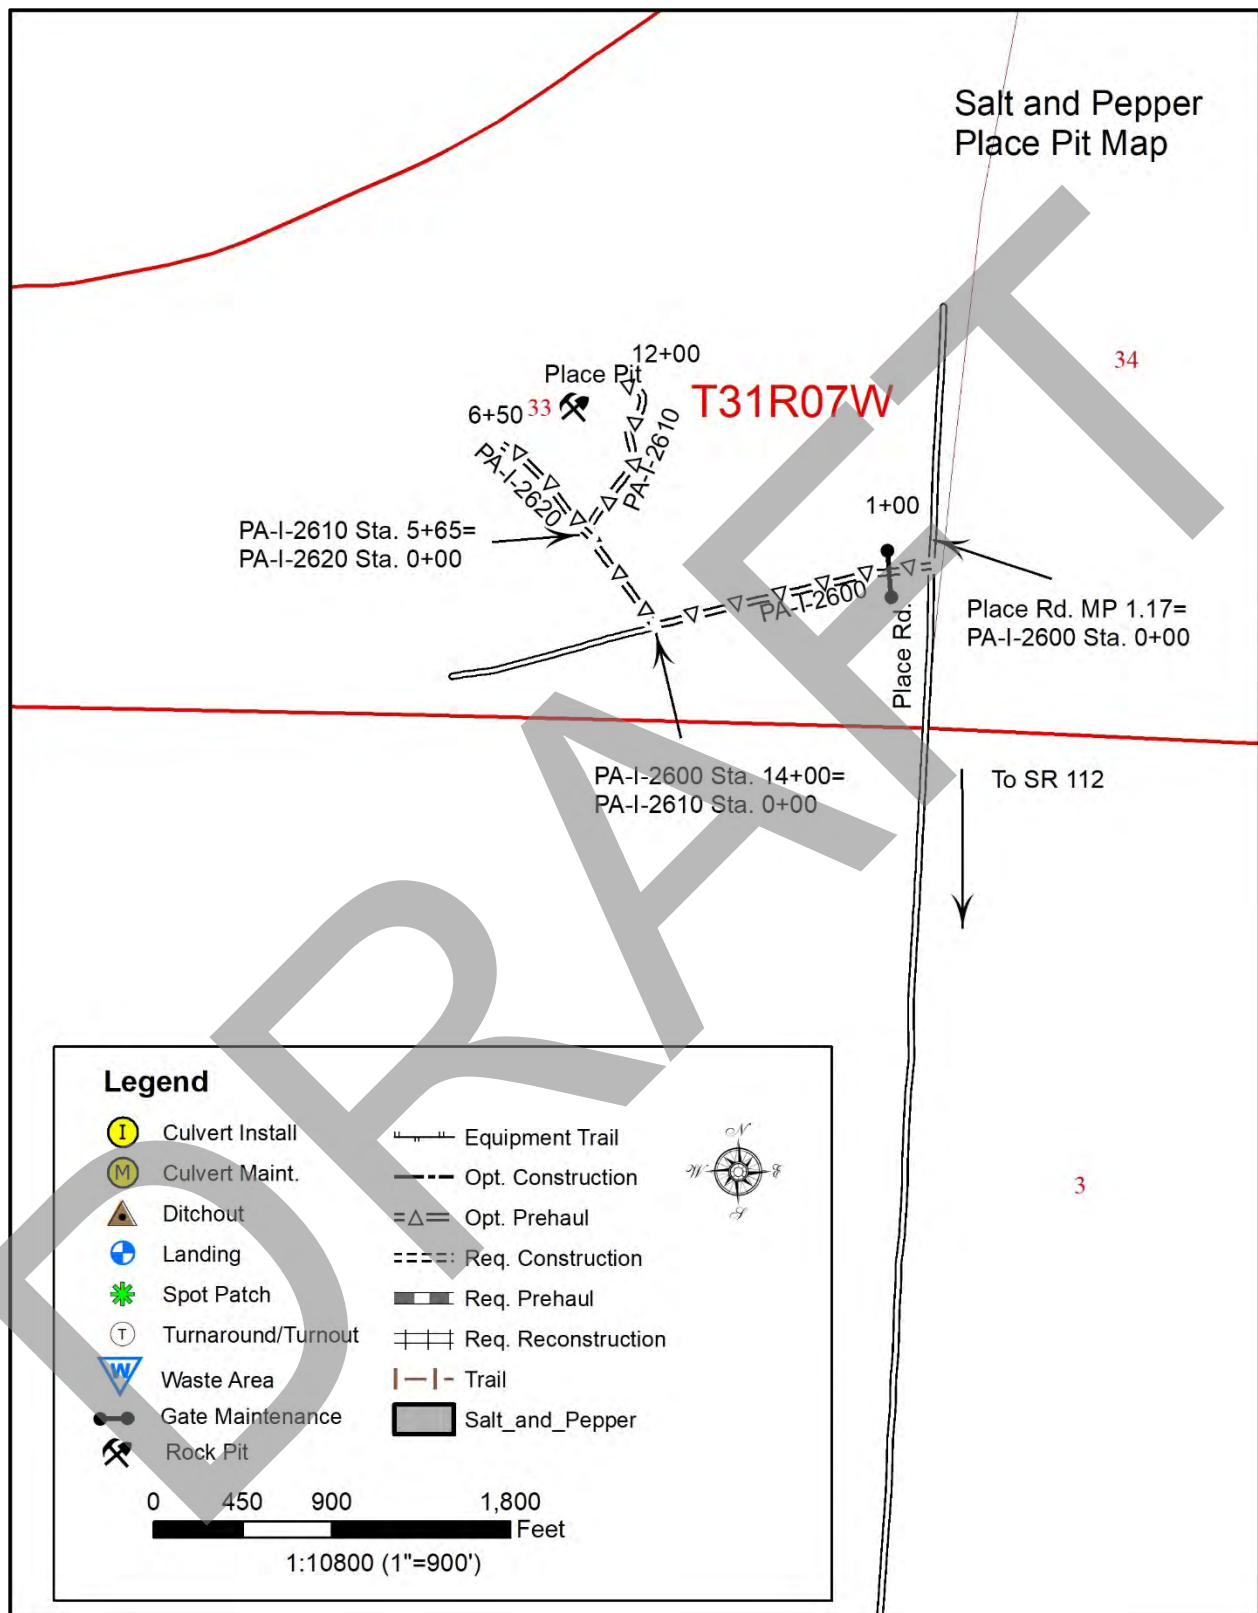 Salt and Pepper
Place Pit Map
34
12+00
Place Pit
T31R07W
6+50
33
PA-I-2610
PA-I-2620
1+00
PA-I-2610 Sta. 5+65=
PA-I-2620 Sta. 0+00
PA-I-2600
Place Rd. MP 1.17=
PA-I-2600 Sta. 0+00
Place Rd.
PA-I-2600 Sta. 14+00=
PA-I-2610 Sta. 0+00
To SR 112
DRAFT
3
Legend
I Culvert Install
M Culvert Maint.
Ditchout
Landing
Spot Patch
T Turnaround/Turnout
W Waste Area
Gate Maintenance
Rock Pit
Equipment Trail
Opt. Construction
Opt. Prehaul
Req. Construction
Req. Prehaul
Req. Reconstruction
Trail
Salt_and_Pepper
N
W E
S
0 450 900 1,800
Feet
1:10800 (1"=900')